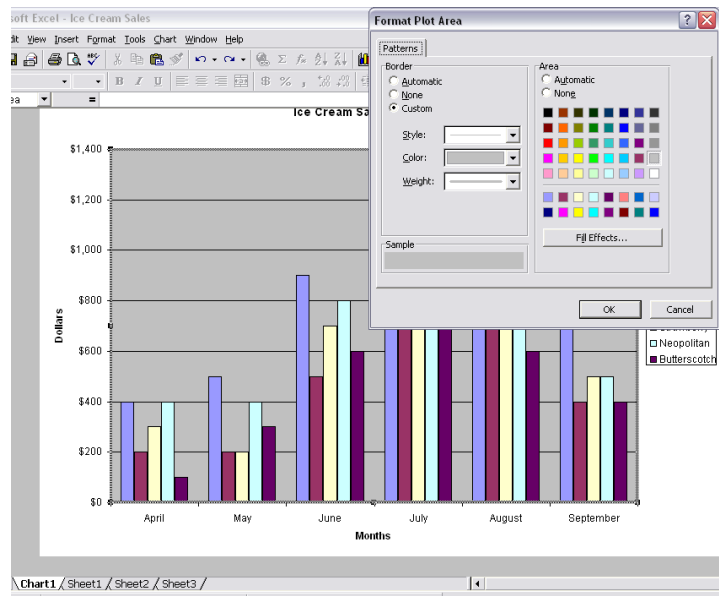 soft Excel - Ice Cream Sales
dit View Insert Format Tools Chart Window Help
B I U $ % ,
ea =
Format Plot Area
Patterns
Border
Automatic
None
Custom
Style:
Color:
Weight:
Sample
Area
Automatic
None
Fill Effects...
OK Cancel
Ice Cream Sa
$1,400
$1,200
$1,000
$800
$600
$400
$200
$0
Dollars
Neopolitan
Butterscotch
April May June July August September
Months
Chart1 Sheet1 Sheet2 Sheet3